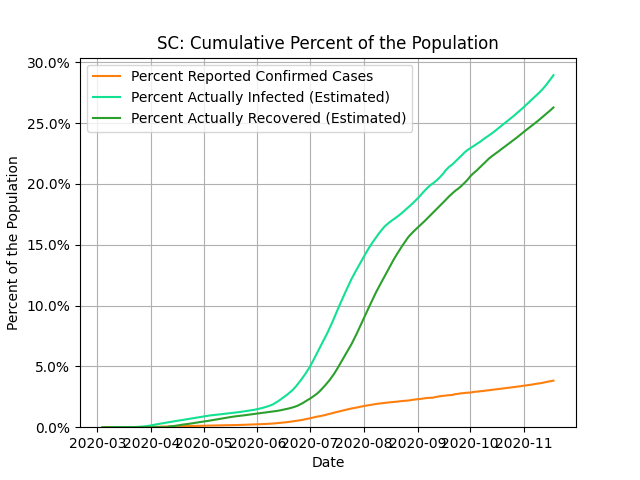 SC: Cumulative Percent of the Population
Percent Reported Confirmed Cases
Percent Actually Infected (Estimated)
Percent Actually Recovered (Estimated)
Percent of the Population
30.0%
25.0%
20.0%
15.0%
10.0%
5.0%
0.0%
2020-03 2020-04 2020-05 2020-06 2020-07 2020-08 2020-09 2020-10 2020-11
Date